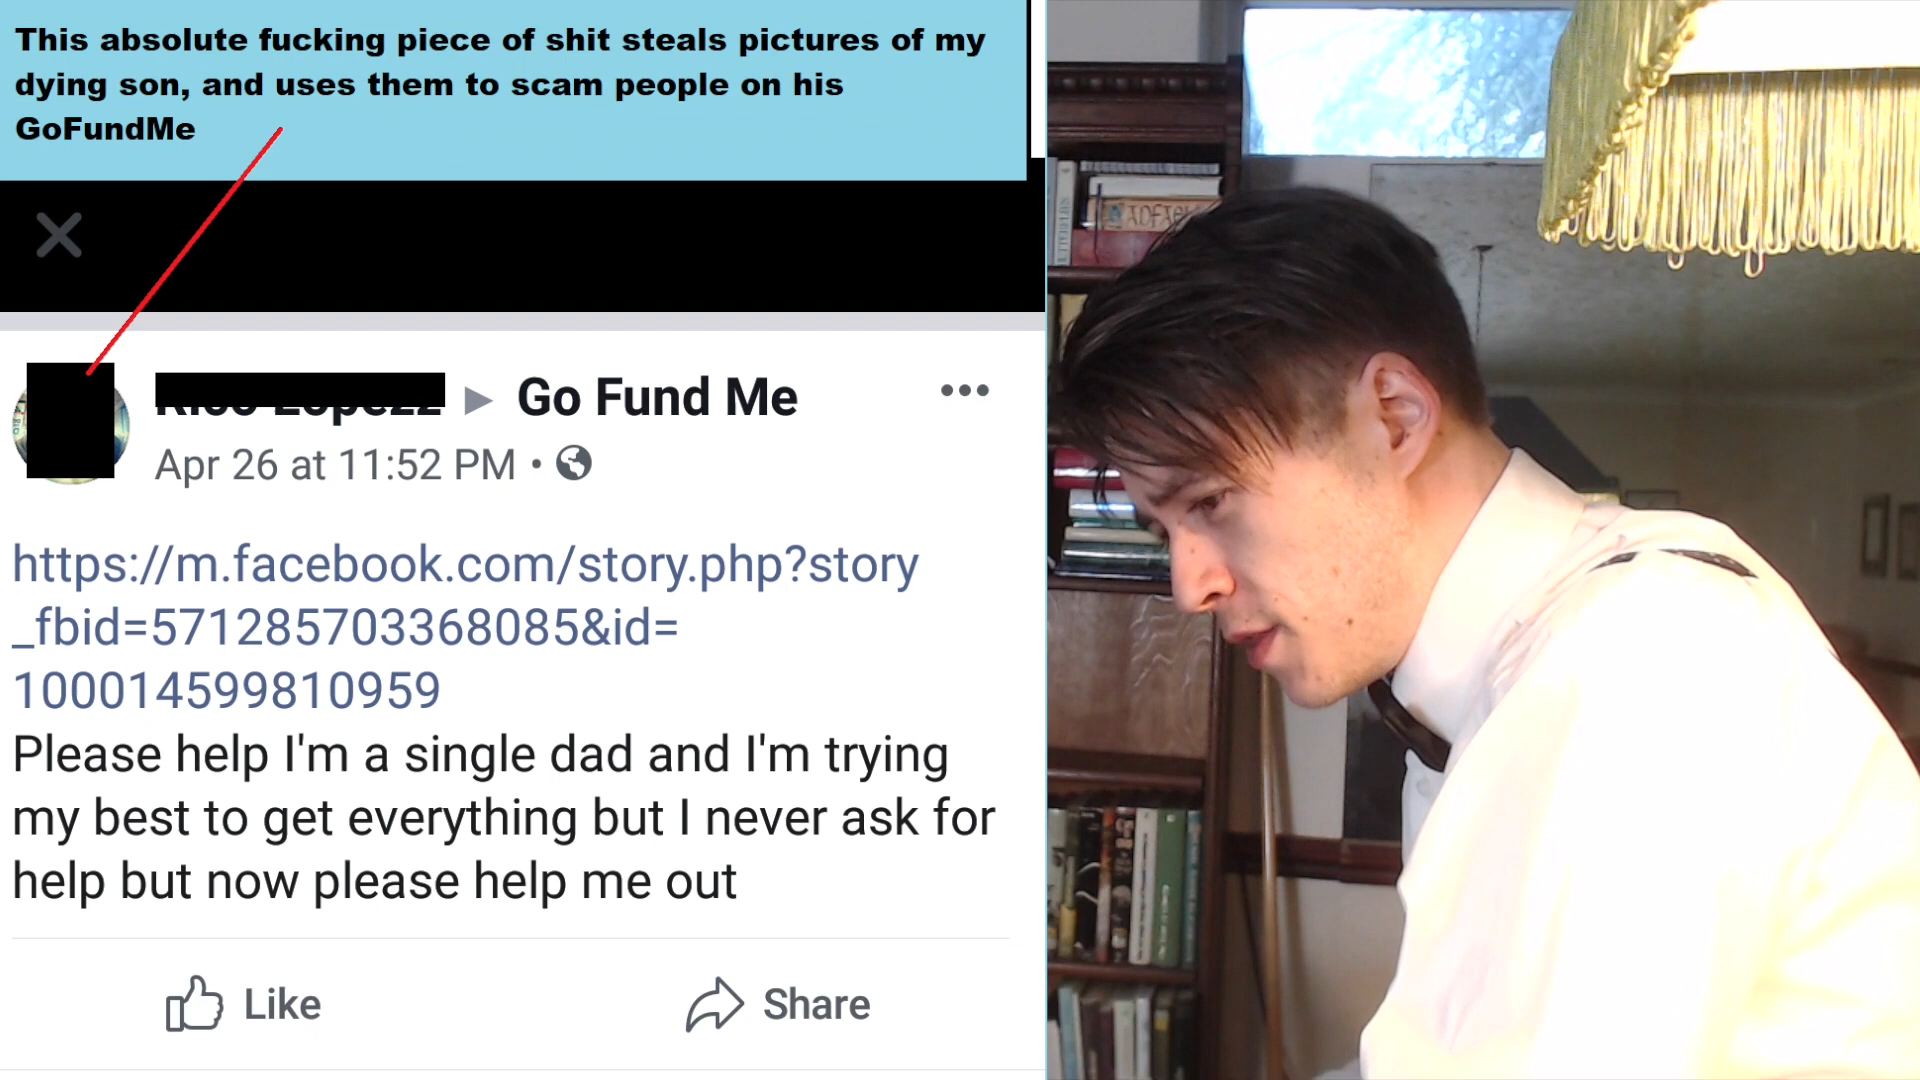 This absolute fucking piece of shit steals pictures of my
dying son, and uses them to scam people on his
GoFundMe
Go Fund Me
Apr 26 at 11:52 PM •
https://m.facebook.com/story.php?story
_fbid=571285703368085&id=
100014599810959
Please help I'm a single dad and I'm trying
my best to get everything but I never ask for
help but now please help me out
Like
Share